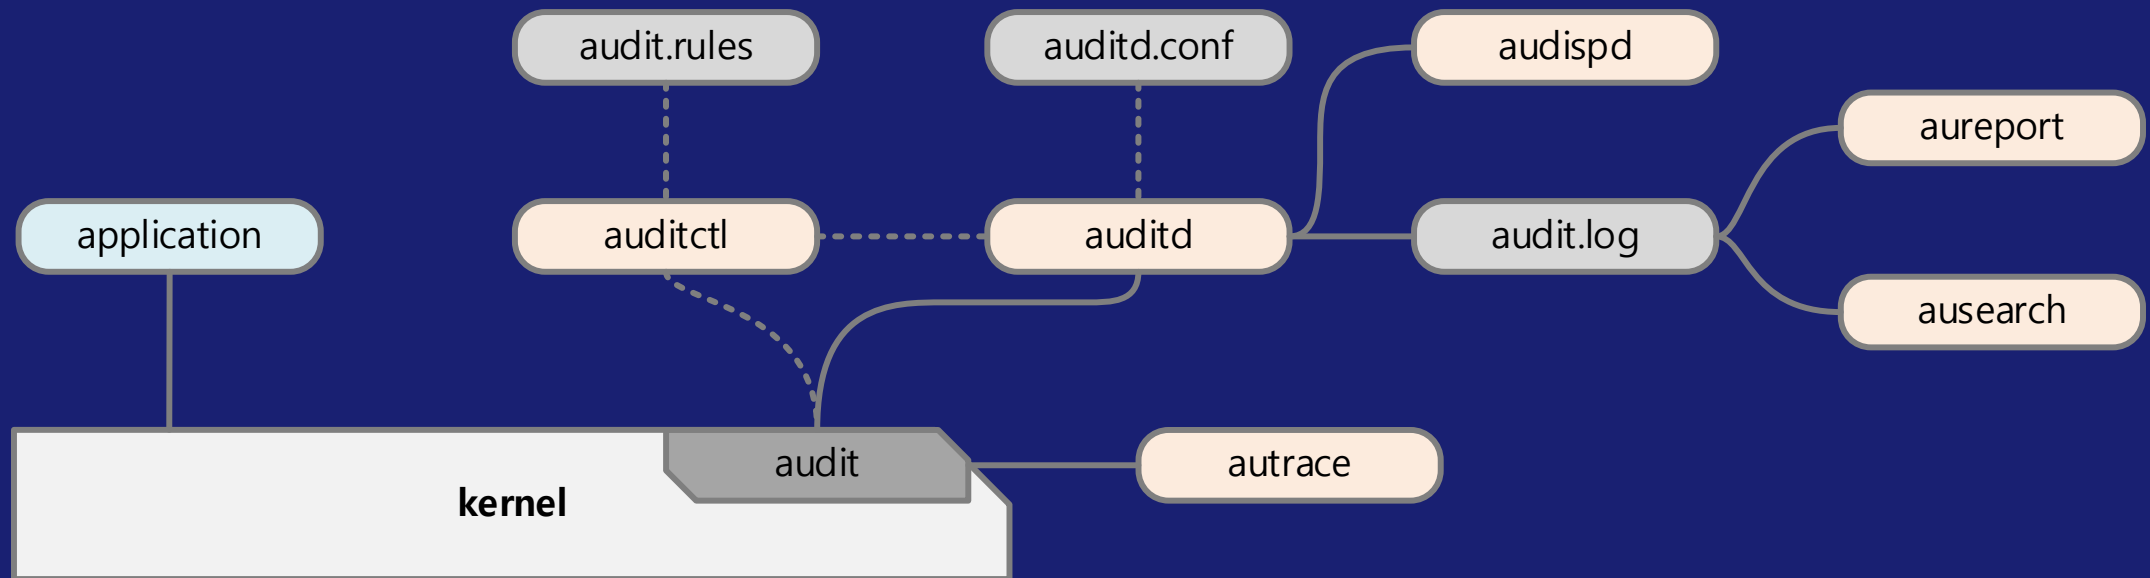 audit.rules
auditd.conf
audispd
aureport
application
auditctl
auditd
audit.log
ausearch
audit
autrace
kernel